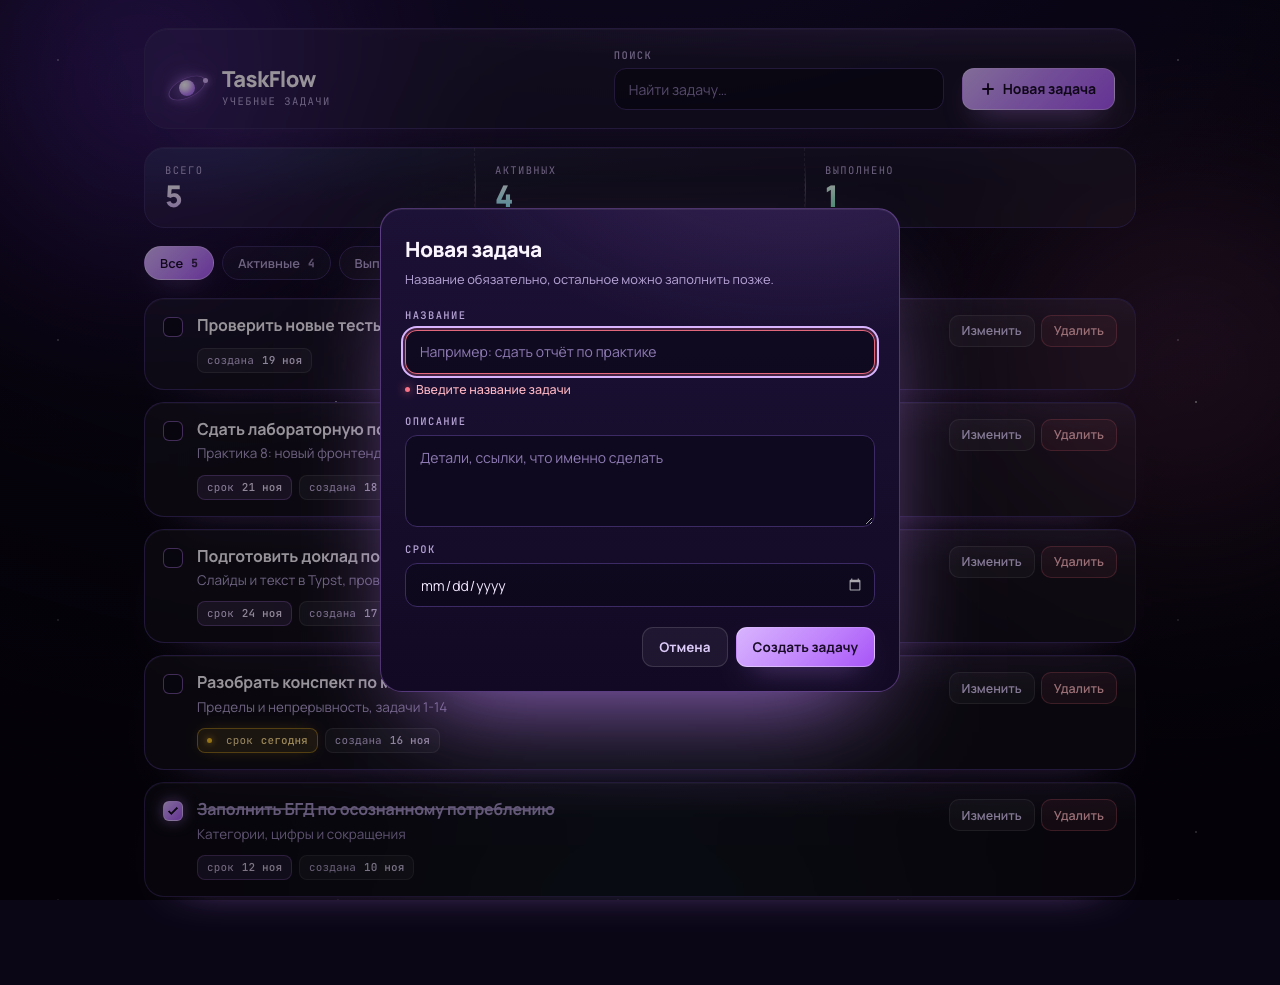 TaskFlow
УЧЕБНЫЕ ЗАДАЧИ
ПОИСК
Найти задачу…
+ Новая задача
ВСЕГО
5
АКТИВНЫХ
4
ВЫПОЛНЕНО
1
Все 5
Активные 4
Вып
Новая задача
Название обязательно, остальное можно заполнить позже.
НАЗВАНИЕ
Например: сдать отчёт по практике
Введите название задачи
ОПИСАНИЕ
Детали, ссылки, что именно сделать
СРОК
mm/dd/yyyy
Отмена
Создать задачу
Проверить новые тесты
создана 19 ноя
Изменить
Удалить
Сдать лабораторную по
Практика 8: новый фронтенд
срок 21 ноя
создана 18
Изменить
Удалить
Подготовить доклад по
Слайды и текст в Typst, пров
срок 24 ноя
создана 17
Изменить
Удалить
Разобрать конспект по
Пределы и непрерывность, задачи 1-14
срок сегодня
создана 16 ноя
Изменить
Удалить
Заполнить БГД по осознанному потреблению
Категории, цифры и сокращения
срок 12 ноя
создана 10 ноя
Изменить
Удалить